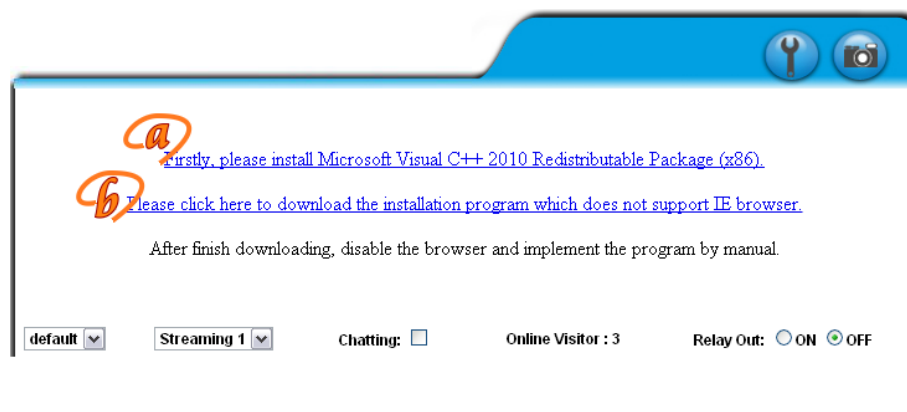 a
Firstly, please install Microsoft Visual C++ 2010 Redistributable Package (x86).
b
Please click here to download the installation program which does not support IE browser.
After finish downloading, disable the browser and implement the program by manual.
default Streaming 1 Chatting: Online Visitor : 3 Relay Out: ON OFF